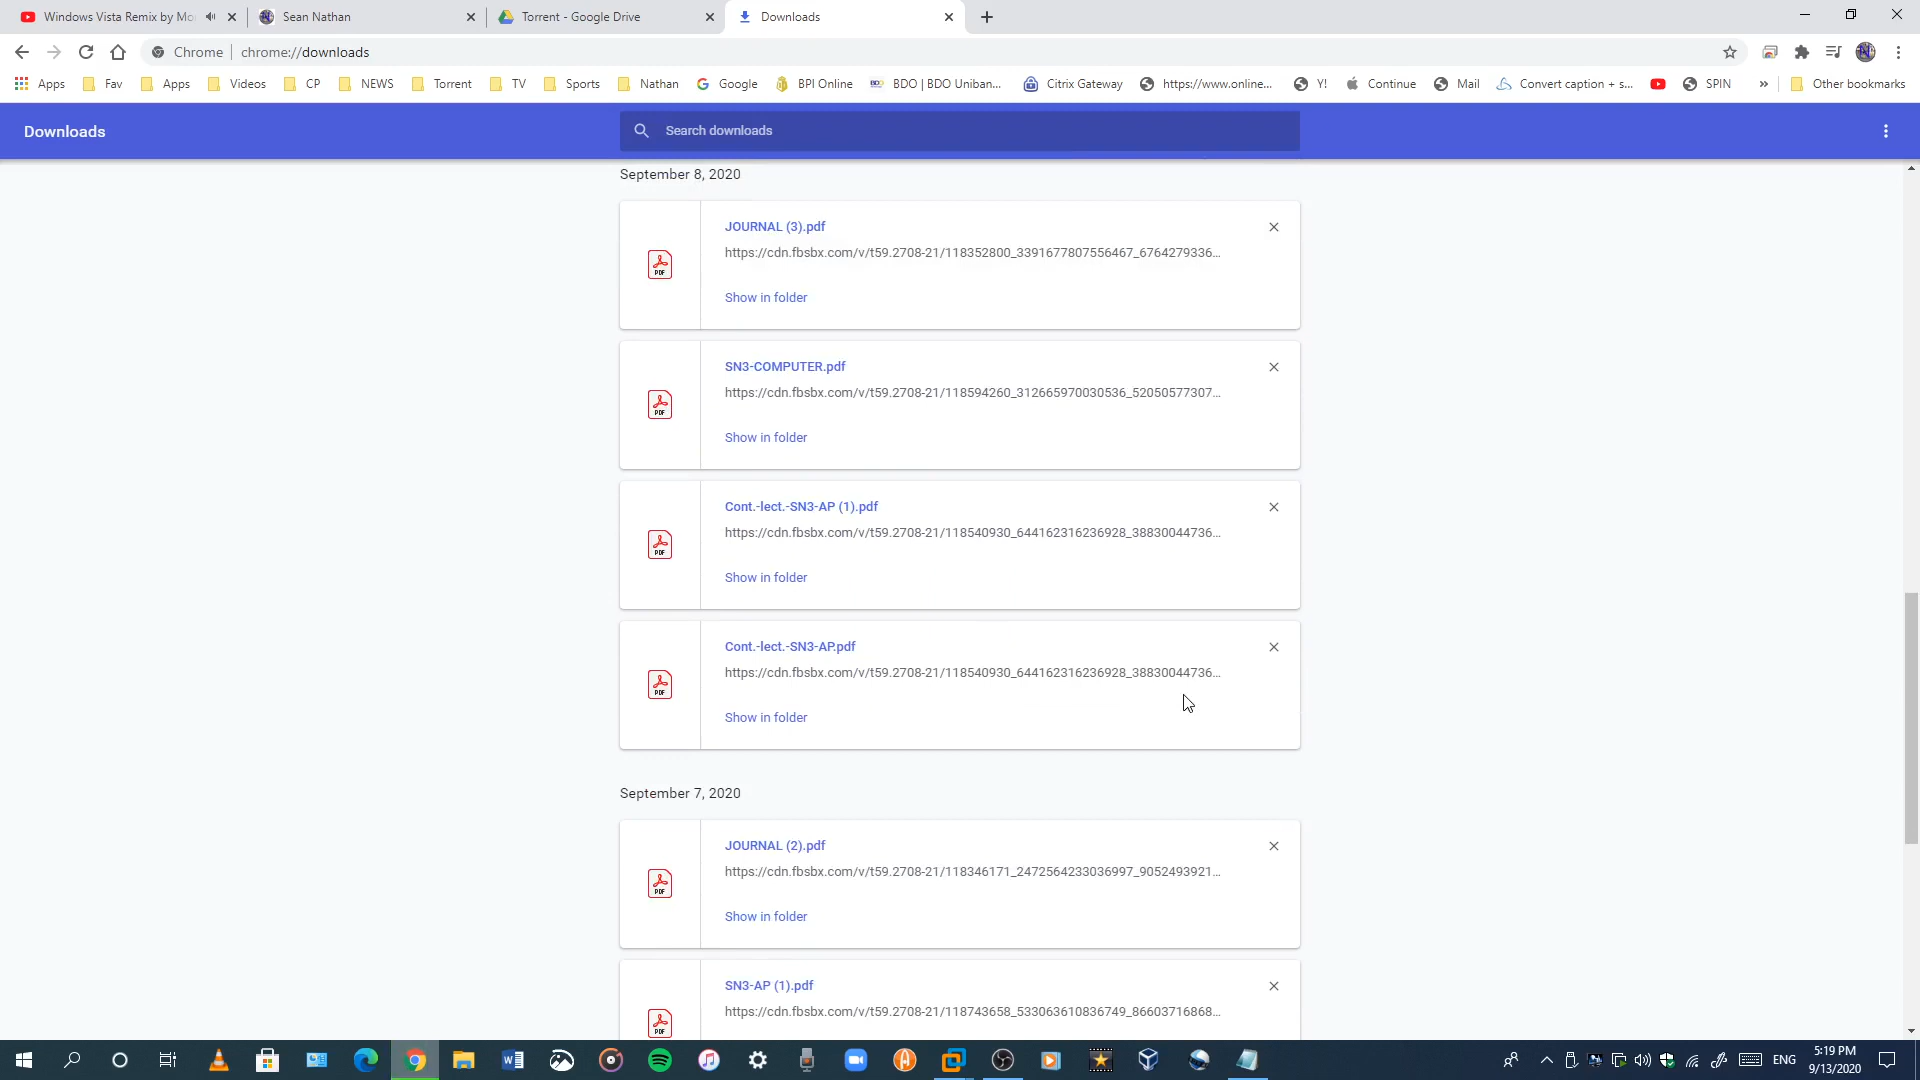 Windows Vista Remix by Mo
Sean Nathan
Torrent - Google Drive
Downloads
Chrome
chrome://downloads
Apps
Fav
Apps
Videos
CP
NEWS
Torrent
TV
Sports
Nathan
Google
BPI Online
BDO | BDO Uniban...
Citrix Gateway
https://www.online...
Y!
Continue
Mail
Convert caption + s...
SPIN
»
Other bookmarks
Downloads
Search downloads
September 8, 2020
JOURNAL (3).pdf
https://cdn.fbsbx.com/v/t59.2708-21/118352800_3391677807556467_6764279336...
Show in folder
PDF
SN3-COMPUTER.pdf
https://cdn.fbsbx.com/v/t59.2708-21/118594260_312665970030536_52050577307...
Show in folder
PDF
Cont.-lect.-SN3-AP (1).pdf
https://cdn.fbsbx.com/v/t59.2708-21/118540930_644162316236928_38830044736...
Show in folder
PDF
Cont.-lect.-SN3-AP.pdf
https://cdn.fbsbx.com/v/t59.2708-21/118540930_644162316236928_38830044736...
Show in folder
PDF
September 7, 2020
JOURNAL (2).pdf
https://cdn.fbsbx.com/v/t59.2708-21/118346171_2472564233036997_9052493921...
Show in folder
PDF
SN3-AP (1).pdf
https://cdn.fbsbx.com/v/t59.2708-21/118743658_533063610836749_86603716868...
PDF
ENG
5:19 PM
9/13/2020